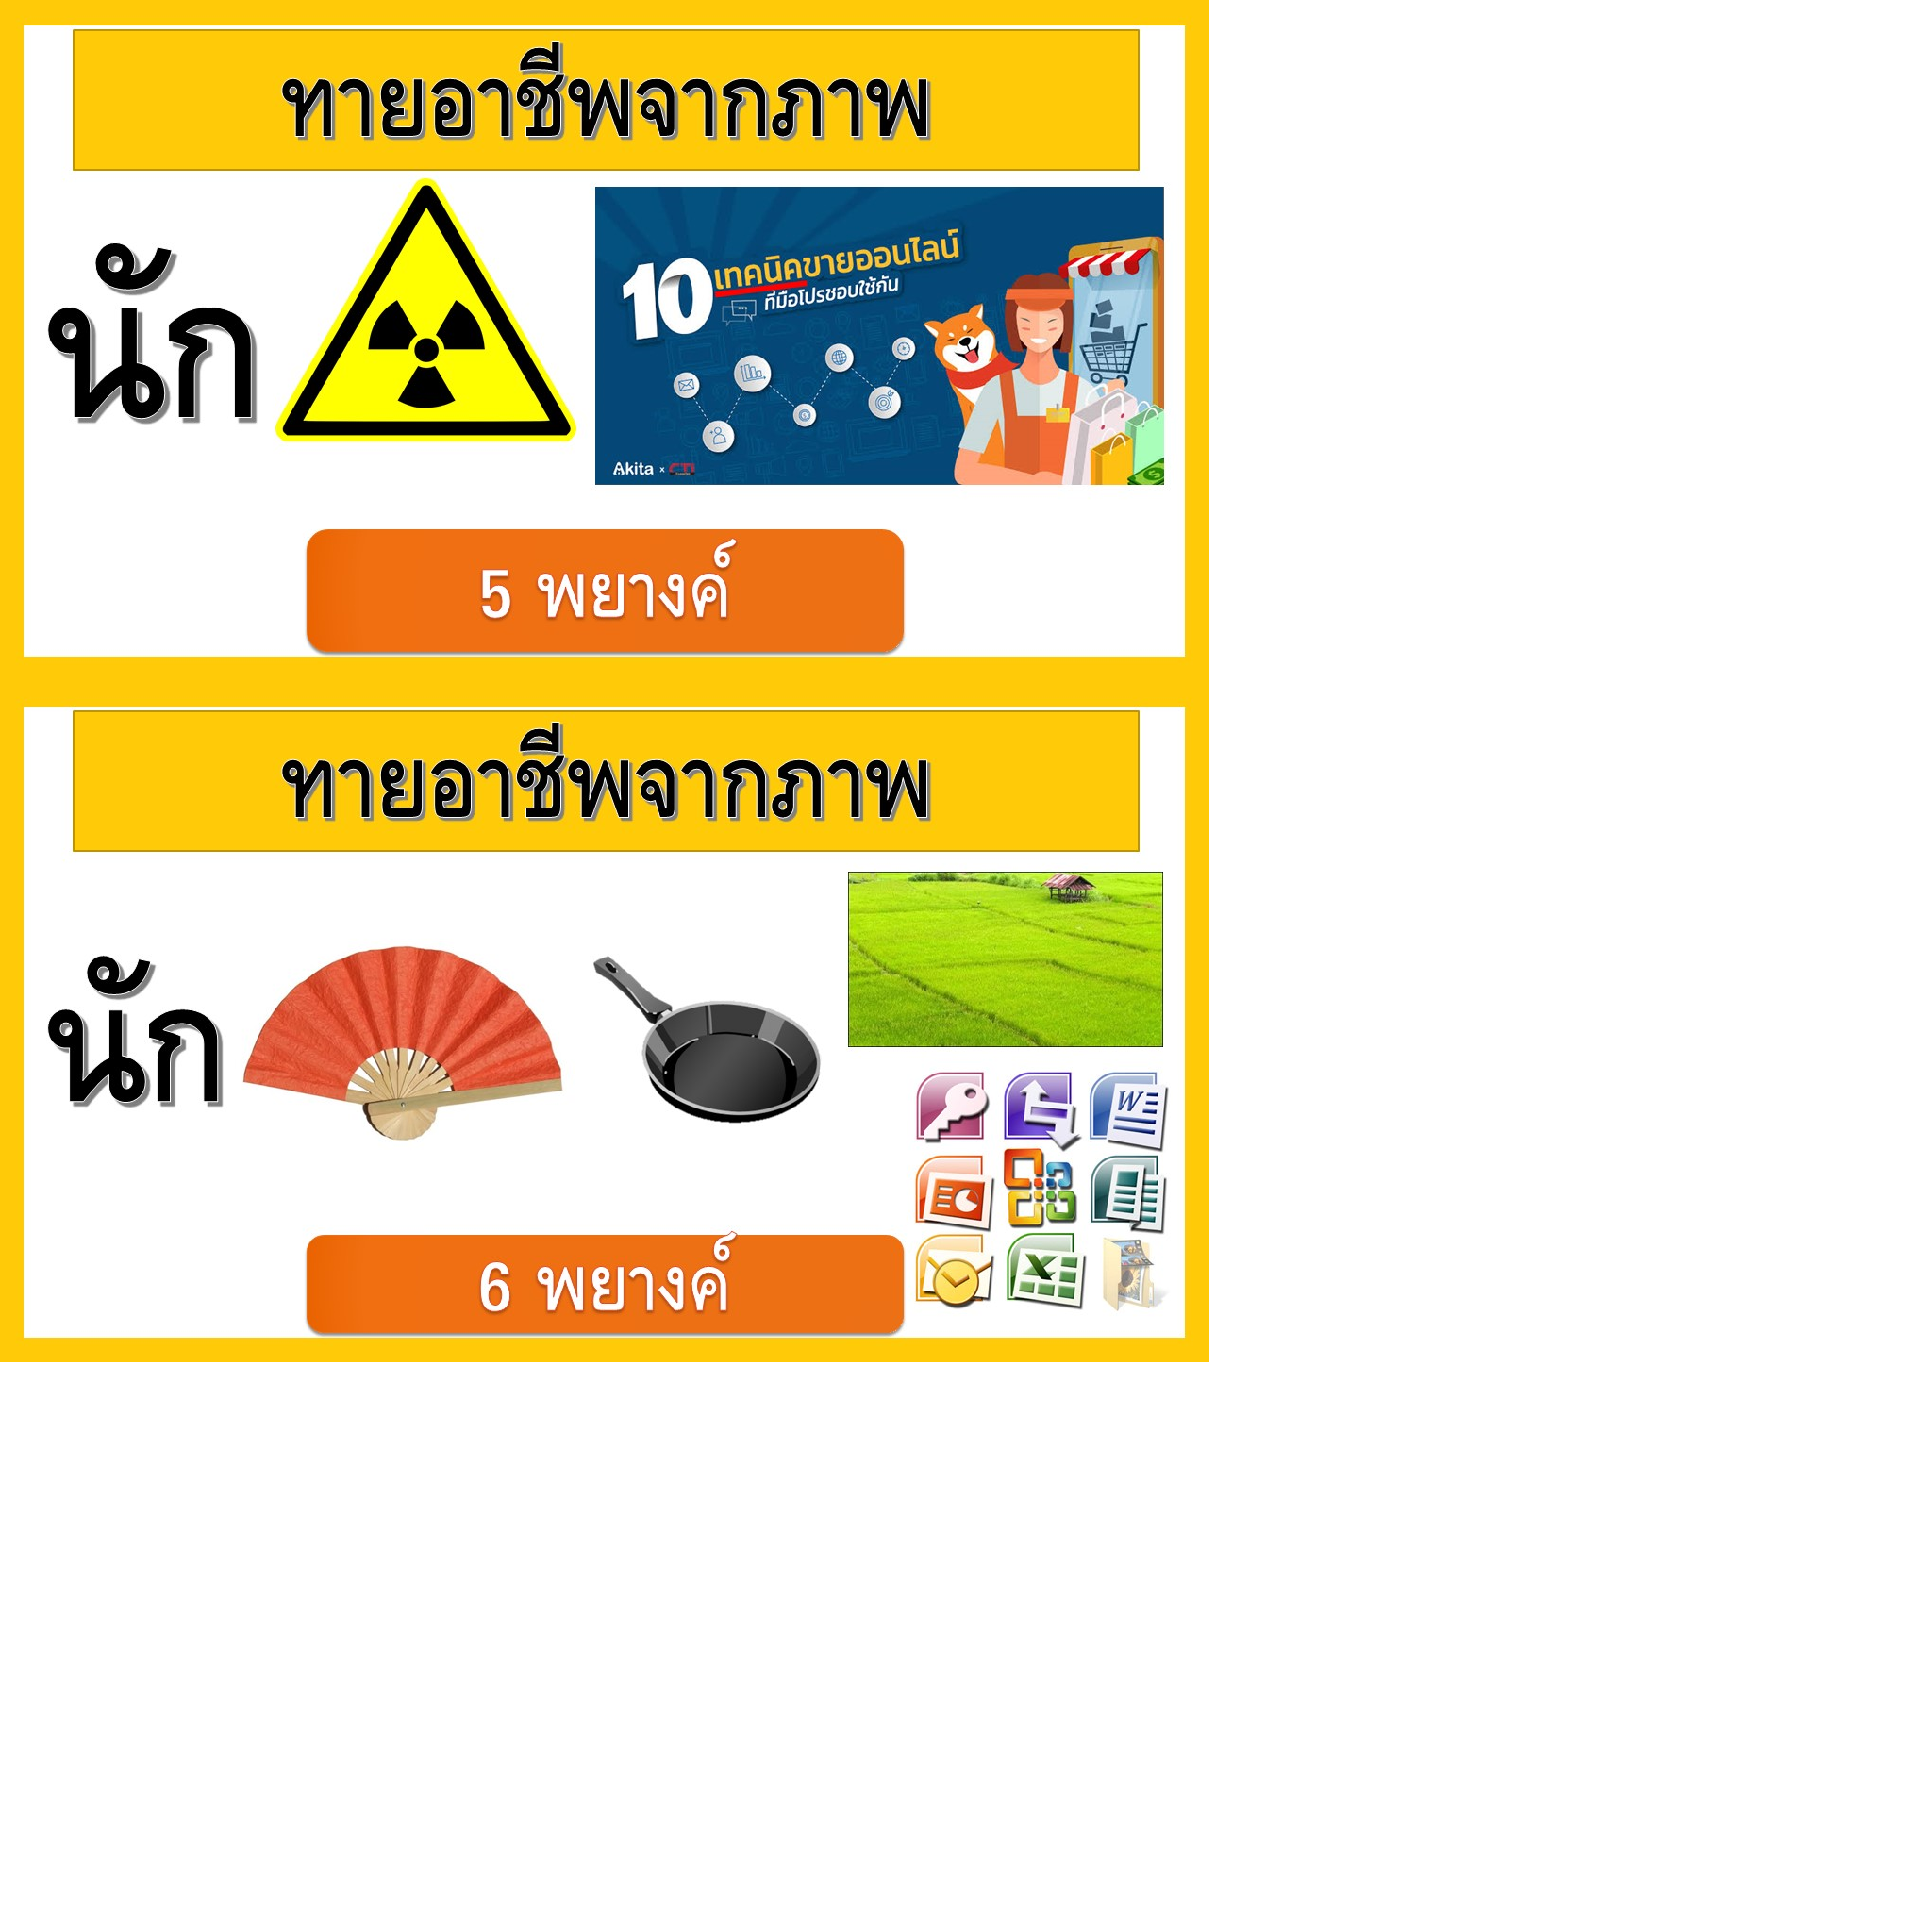 ทายอาชีพจากภาพ
นัก
10 เทคนิคขายออนไลน์
ที่มือโปรชอบใช้กัน
Akita x
5 พยางค์
ทายอาชีพจากภาพ
นัก
6 พยางค์